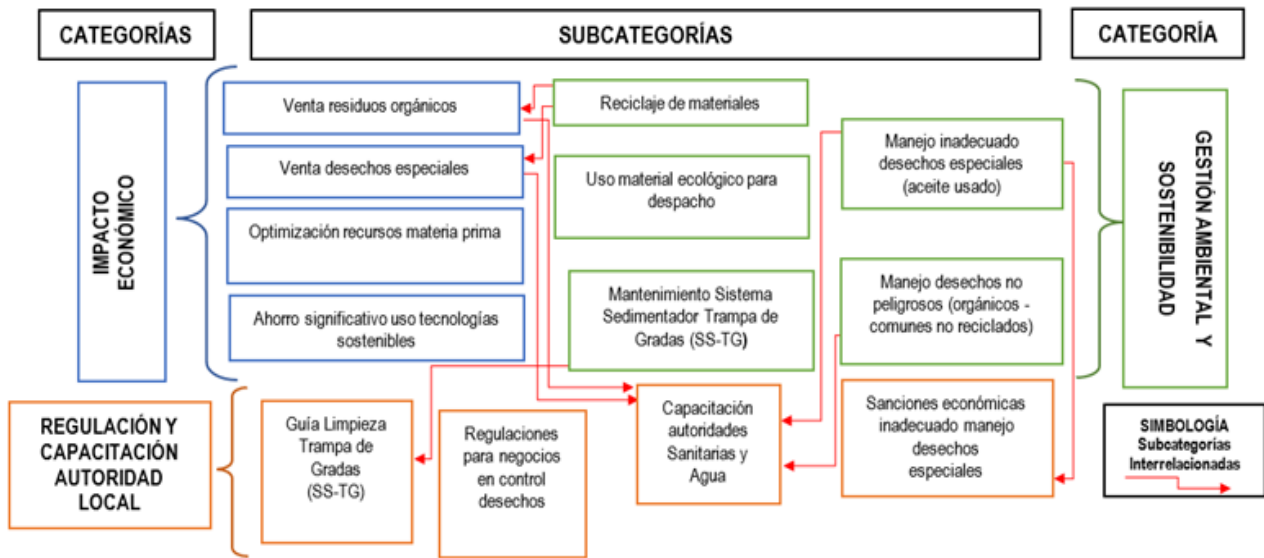 CATEGORÍAS
SUBCATEGORÍAS
CATEGORÍA
IMPACTO
ECONÓMICO
Venta residuos orgánicos
Venta desechos especiales
Optimización recursos materia prima
Ahorro significativo uso tecnologías
sostenibles
Reciclaje de materiales
Uso material ecológico para
despacho
Mantenimiento Sistema
Sedimentador Trampa de
Gradas (SS-TG)
Manejo inadecuado
desechos especiales
(aceite usado)
Manejo desechos no
peligrosos (orgánicos -
comunes no reciclados)
GESTIÓN AMBIENTAL Y
SOSTENIBILIDAD
REGULACIÓN Y
CAPACITACIÓN
AUTORIDAD
LOCAL
Guía Limpieza
Trampa de
Gradas
(SS-TG)
Regulaciones
para negocios
en control
desechos
Capacitación
autoridades
Sanitarias y
Agua
Sanciones económicas
inadecuado manejo
desechos
especiales
SIMBOLOGÍA
Subcategorías
Interrelacionadas